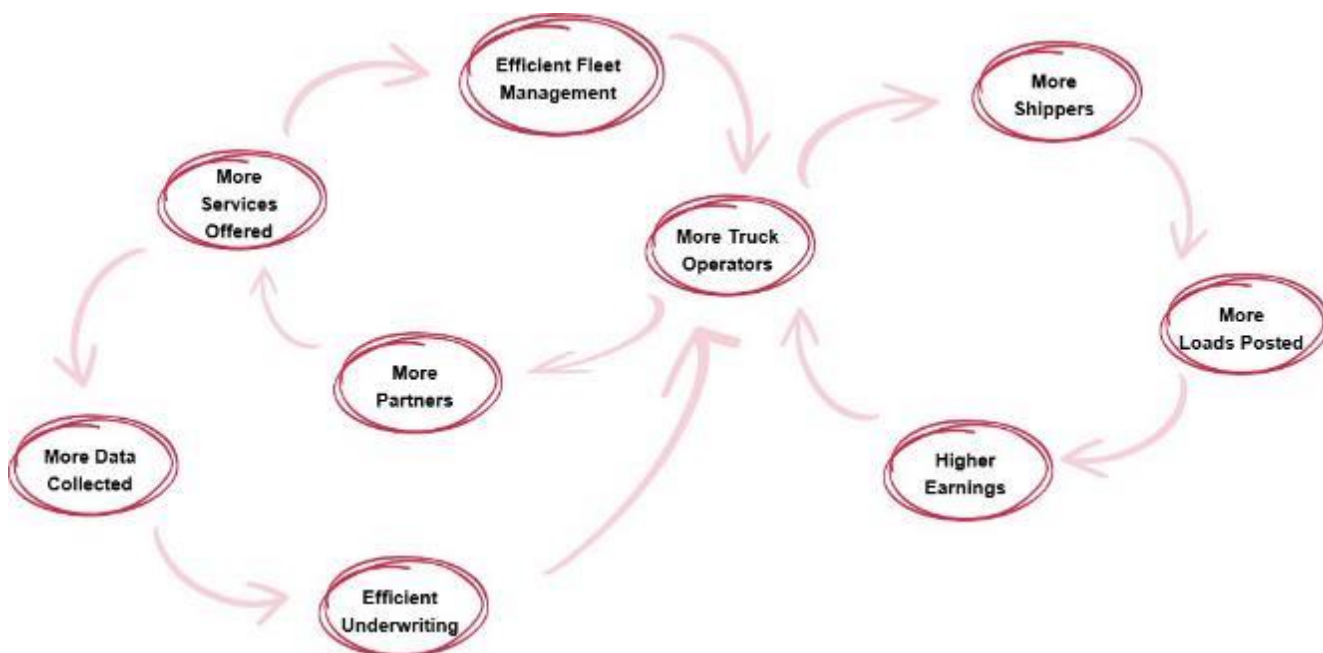 Efficient Fleet
Management
More
Shippers
More
Services
Offered
More Truck
Operators
More
Loads Posted
More
Partners
More Data
Collected
Higher
Earnings
Efficient
Underwriting